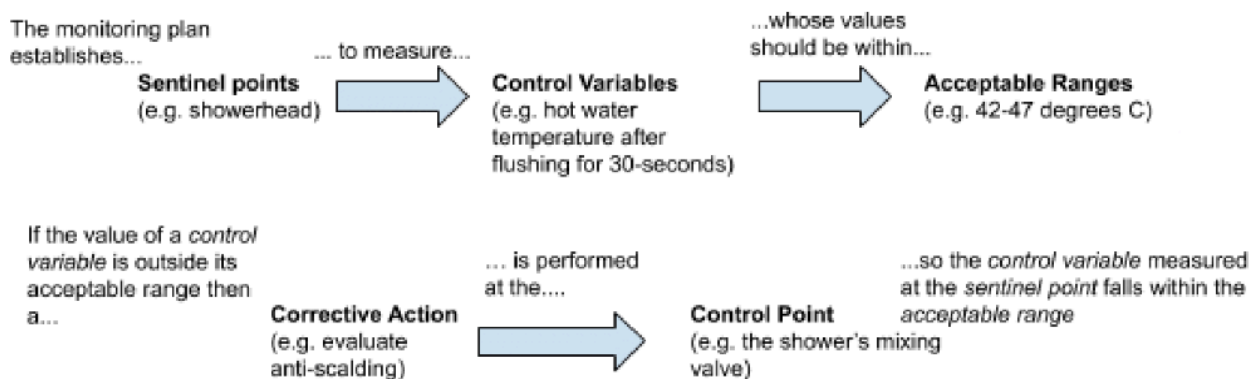 The monitoring plan
establishes...
Sentinel points
(e.g. showerhead)
... to measure...
Control Variables
(e.g. hot water
temperature after
flushing for 30-seconds)
...whose values
should be within...
Acceptable Ranges
(e.g. 42-47 degrees C)
If the value of a control
variable is outside its
acceptable range then
a...
Corrective Action
(e.g. evaluate
anti-scalding)
... is performed
at the....
Control Point
(e.g. the shower's mixing
valve)
...so the control variable measured
at the sentinel point falls within the
acceptable range